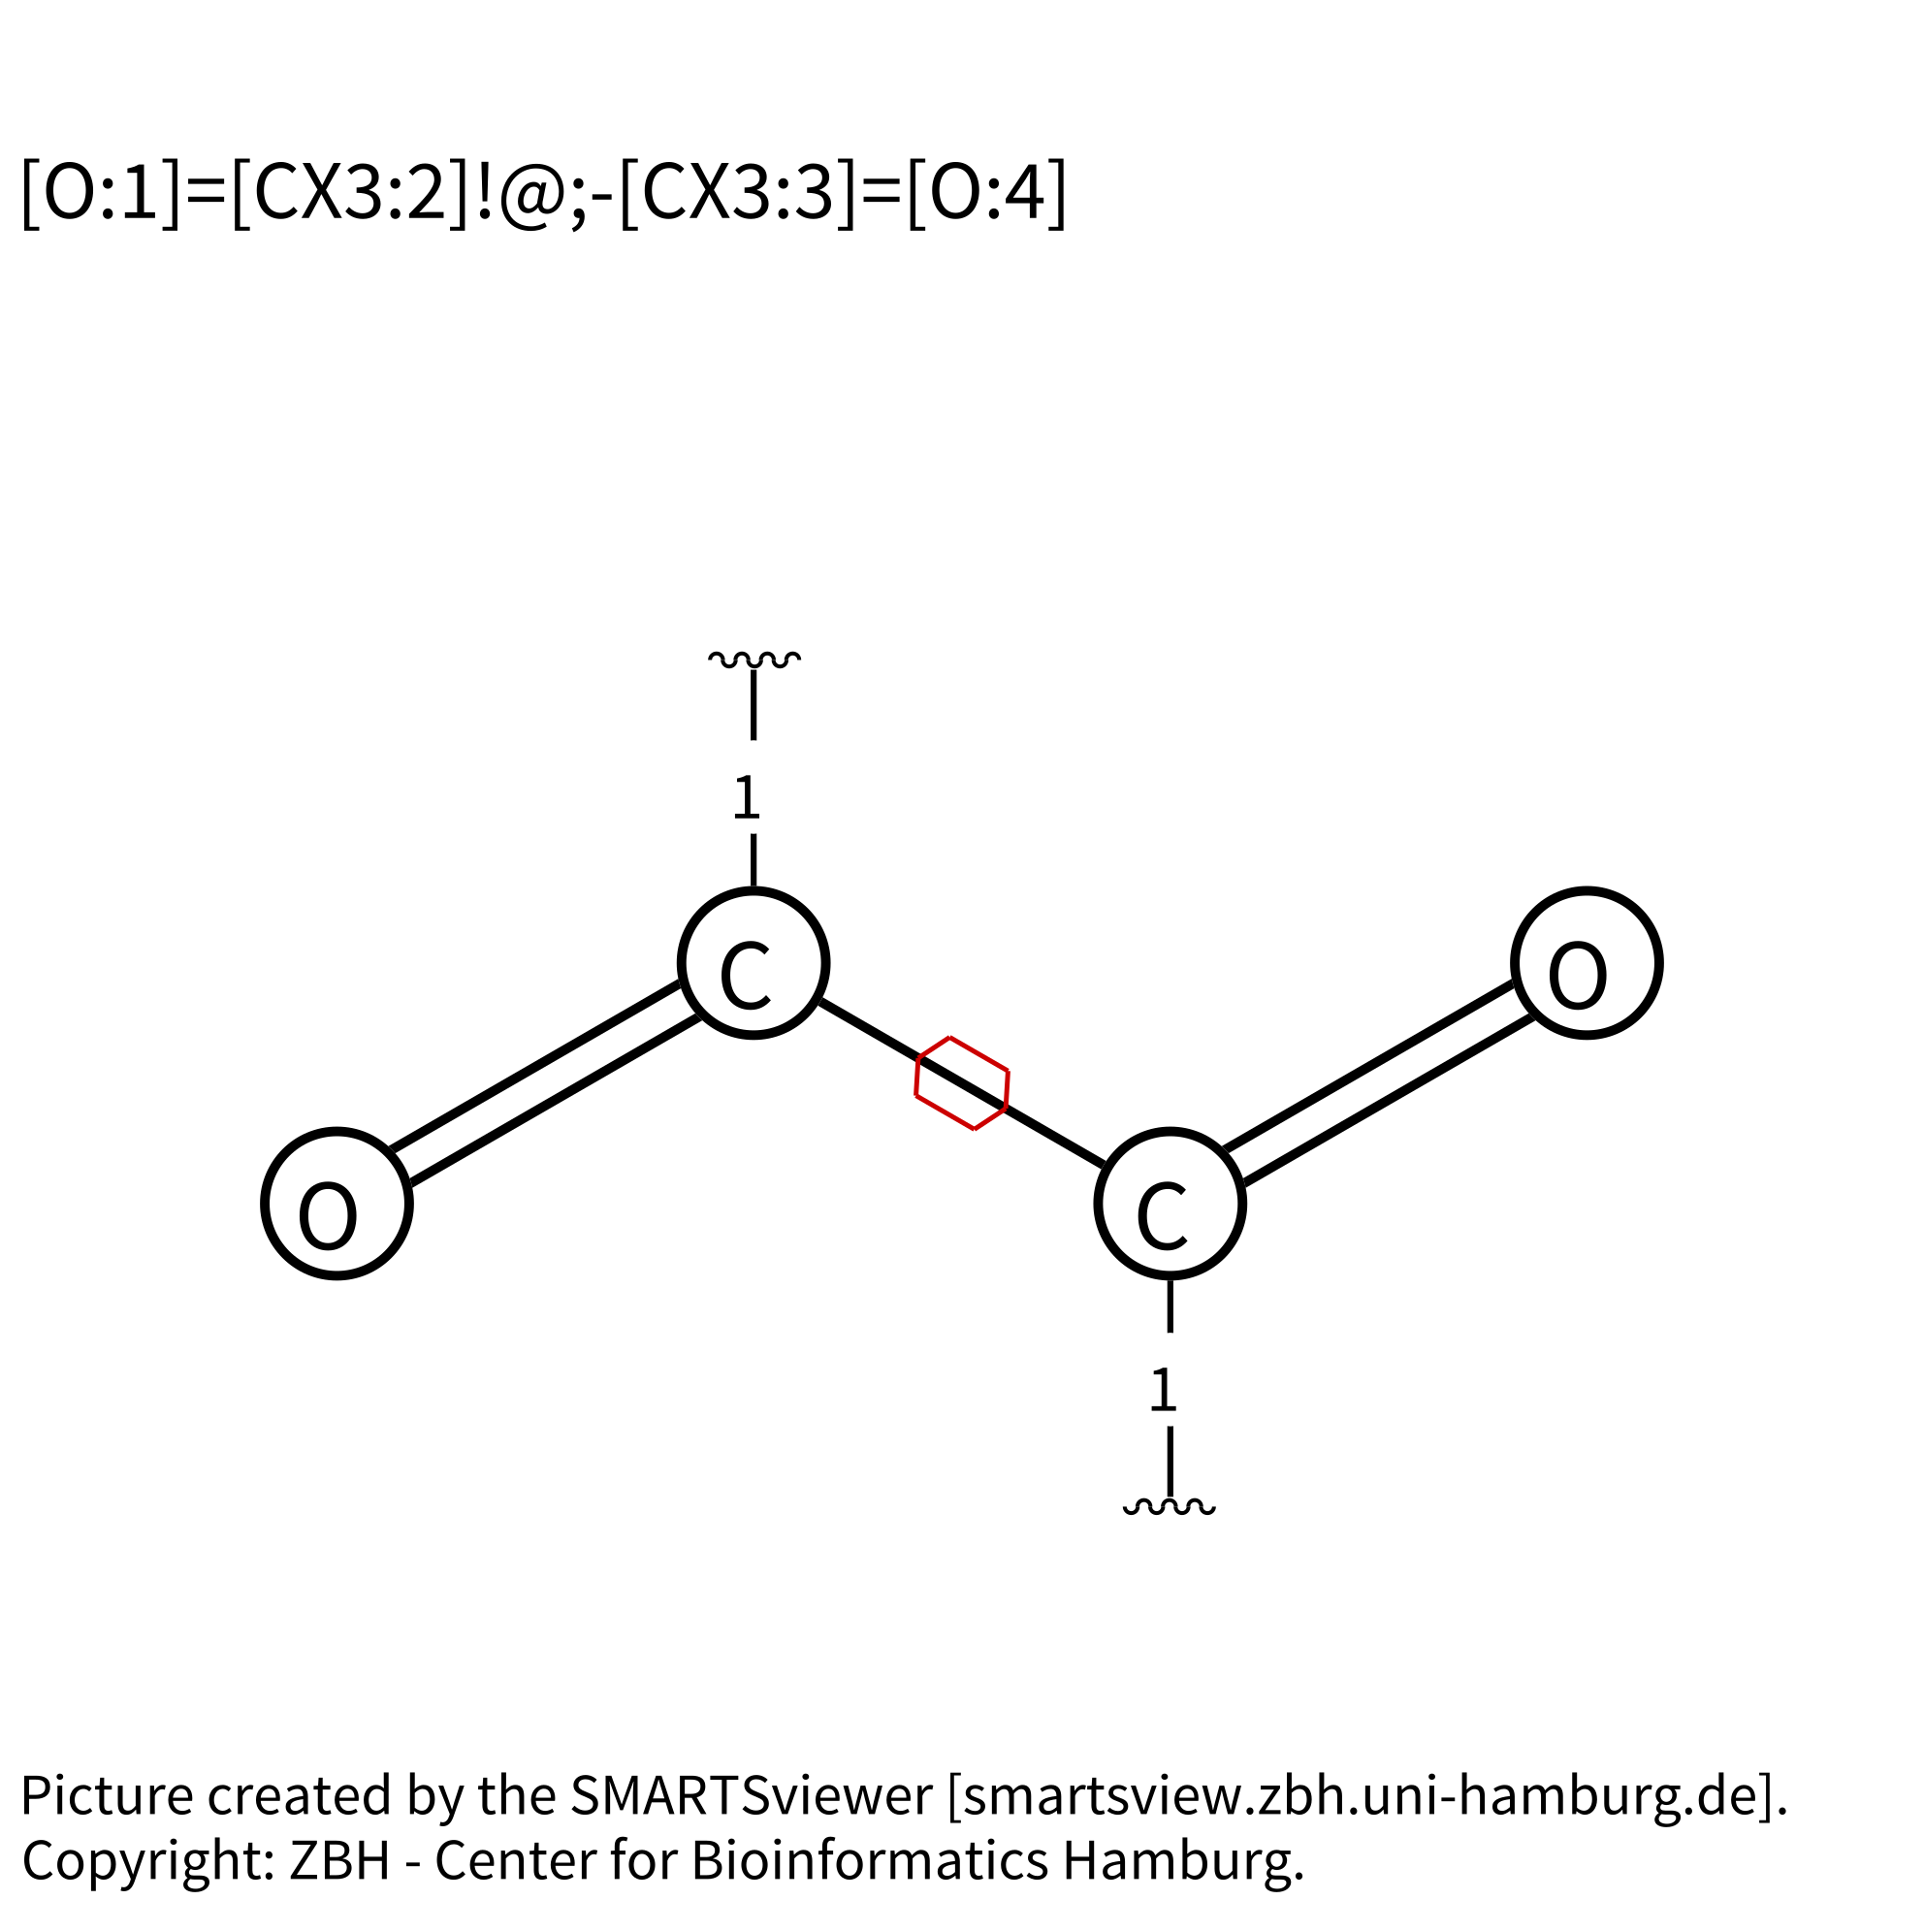 [O:1]=[CX3:2]!@;-[CX3:3]=[O:4]
1
C
O
O
C
1
Picture created by the SMARTSviewer [smartsview.zbh.uni-hamburg.de].
Copyright: ZBH - Center for Bioinformatics Hamburg.